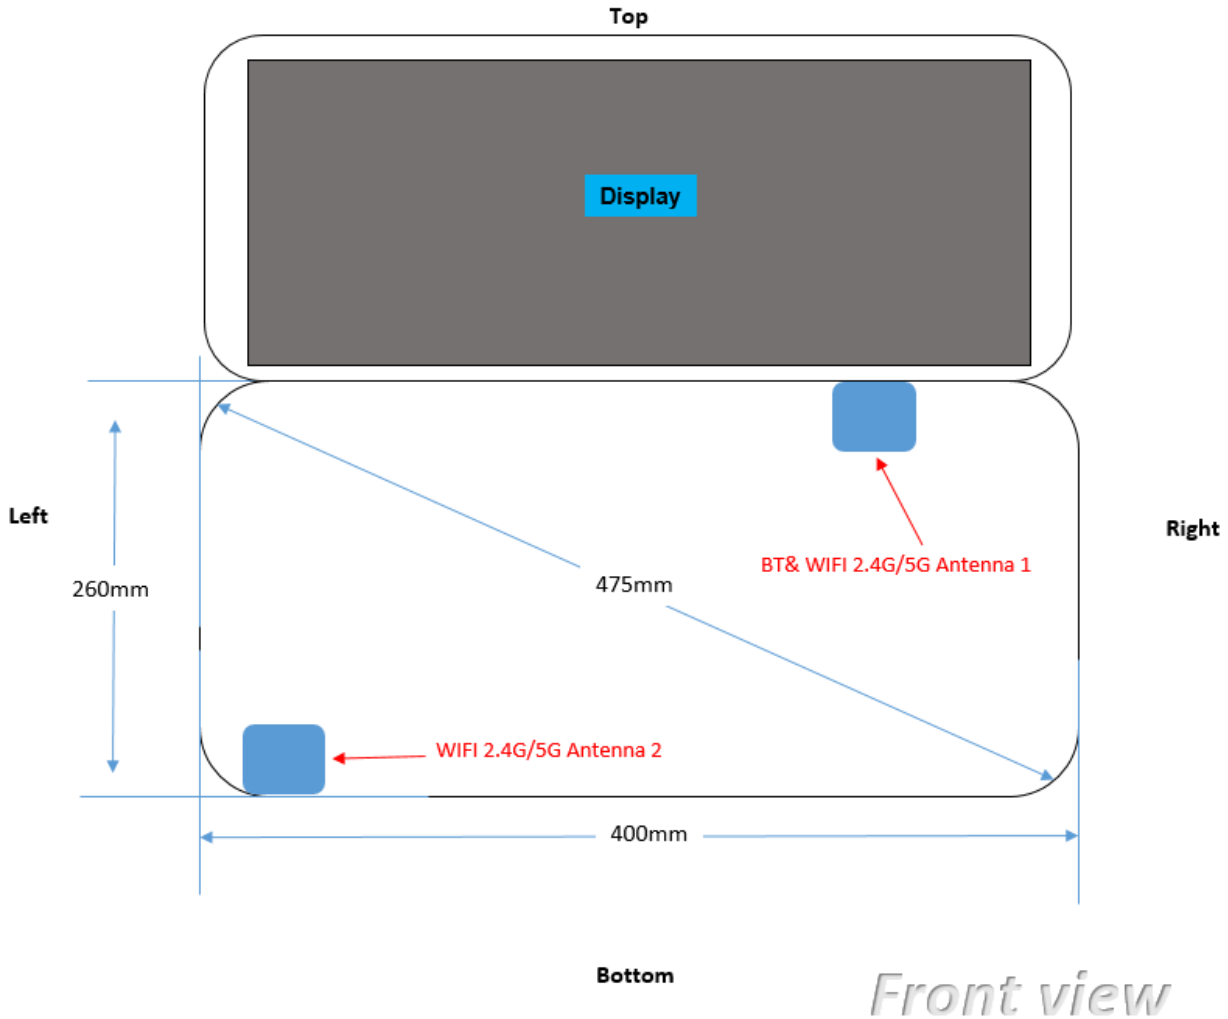 Top
Display
Left
Right
BT& WIFI 2.4G/5G Antenna 1
260mm
475mm
WIFI 2.4G/5G Antenna 2
400mm
Bottom
Front view